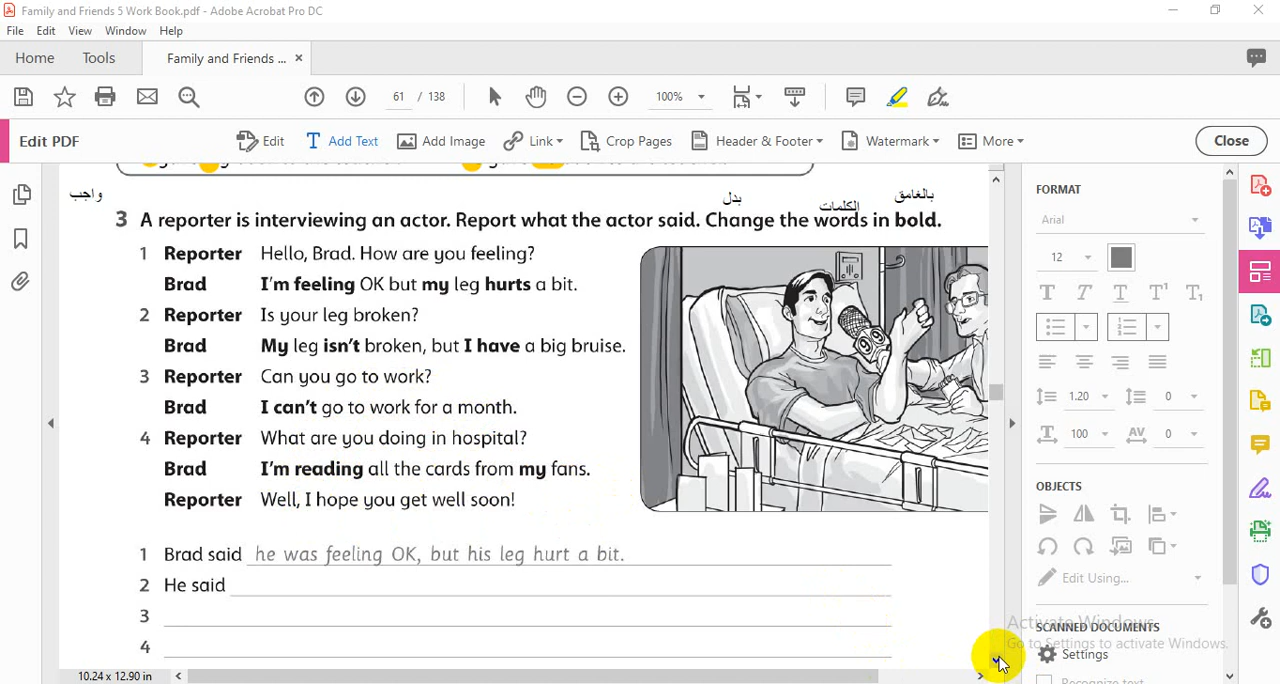 Family and Friends 5 Work Book.pdf - Adobe Acrobat Pro DC
File Edit View Window Help
Home Tools Family and Friends ... ×
61 / 138 100%
Edit PDF Edit Add Text Add Image Link Crop Pages Header & Footer Watermark More Close
واجب بدل الكلمات بالغامق
3 A reporter is interviewing an actor. Report what the actor said. Change the words in bold.
1 Reporter Hello, Brad. How are you feeling?
Brad I'm feeling OK but my leg hurts a bit.
2 Reporter Is your leg broken?
Brad My leg isn't broken, but I have a big bruise.
3 Reporter Can you go to work?
Brad I can't go to work for a month.
4 Reporter What are you doing in hospital?
Brad I'm reading all the cards from my fans.
Reporter Well, I hope you get well soon!
1 Brad said he was feeling OK, but his leg hurt a bit.
2 He said
3
4
10.24 x 12.90 in
FORMAT
Arial
12
1.20 0
100 0
OBJECTS
Edit Using...
Activate Windows
SCANNED DOCUMENTS
Go to Settings to activate Windows.
Settings
Recognize text